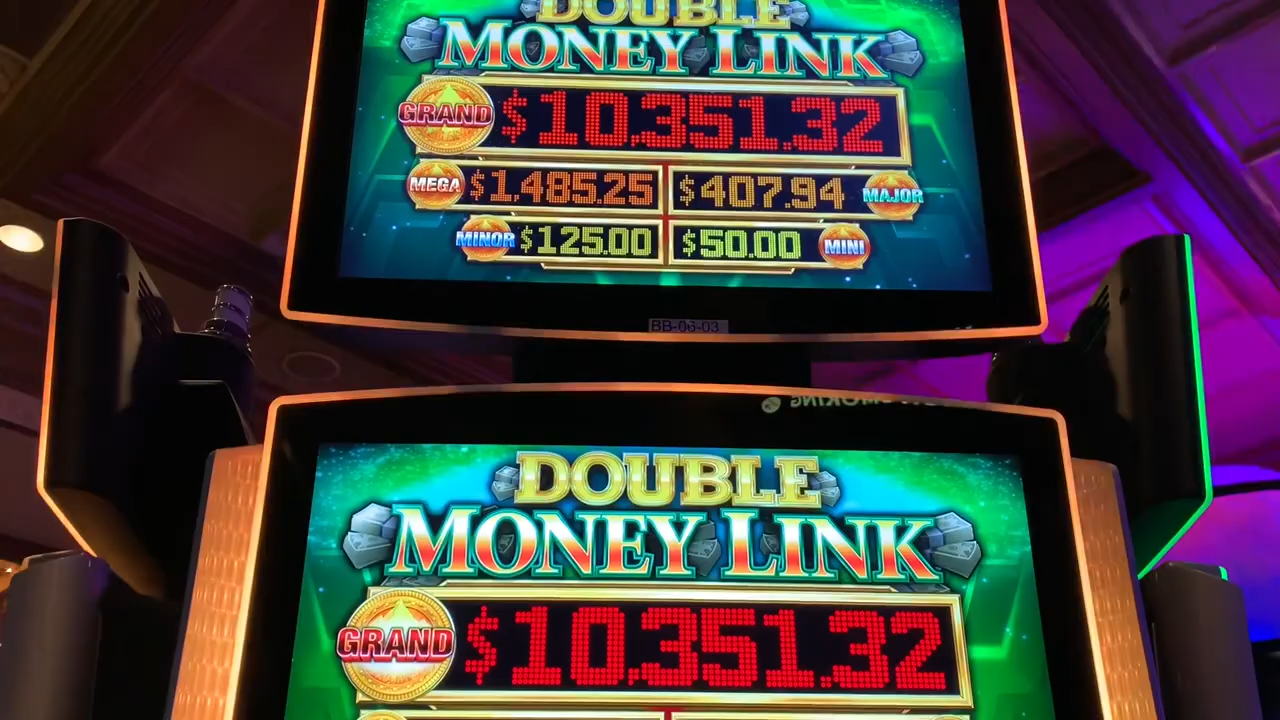 DOUBLE
MONEY LINK
GRAND $10,351.32
MEGA $1,485.25 $407.94 MAJOR
MINOR $125.00 $50.00 MINI
BB-06-03
SMOKING
DOUBLE
MONEY LINK
GRAND $10,351.32